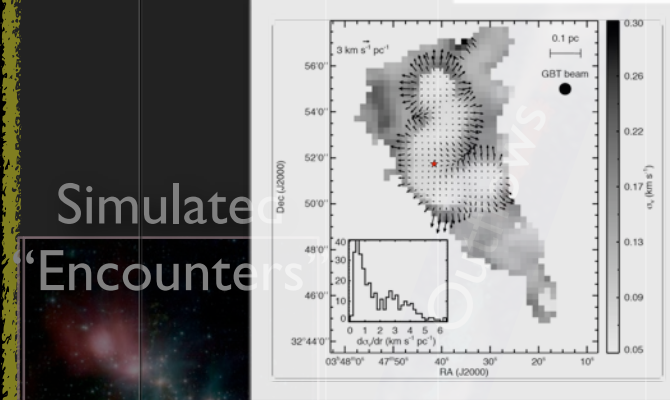 Simulated
"Encounters"
Outflows
3 km s⁻¹ pc⁻¹
0.1 pc
GBT beam
56'0"
54'0"
52'0"
50'0"
48'0"
46'0"
32°44'0"
Dec (J2000)
03ʰ48ᵐ0ˢ 47ᵐ50ˢ 40ˢ 30ˢ 20ˢ 10ˢ
RA (J2000)
40
30
20
10
0
0 1 2 3 4 5 6
dσᵥ/dr (km s⁻¹ pc⁻¹)
0.30
0.26
0.22
0.17
0.13
0.09
0.05
σᵥ (km s⁻¹)